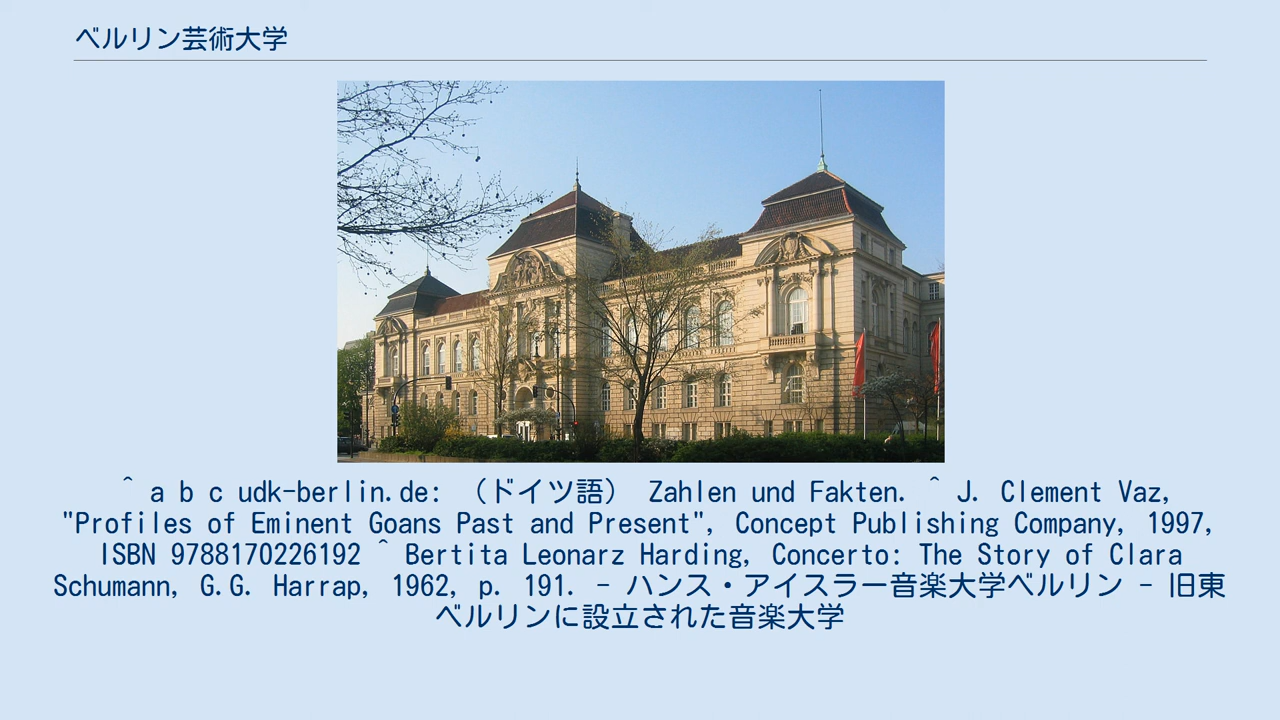 ベルリン芸術大学
^ a b c udk-berlin.de: （ドイツ語） Zahlen und Fakten. ^ J. Clement Vaz,
"Profiles of Eminent Goans Past and Present", Concept Publishing Company, 1997,
ISBN 9788170226192 ^ Bertita Leonarz Harding, Concerto: The Story of Clara
Schumann, G.G. Harrap, 1962, p. 191. - ハンス・アイスラー音楽大学ベルリン - 旧東
ベルリンに設立された音楽大学